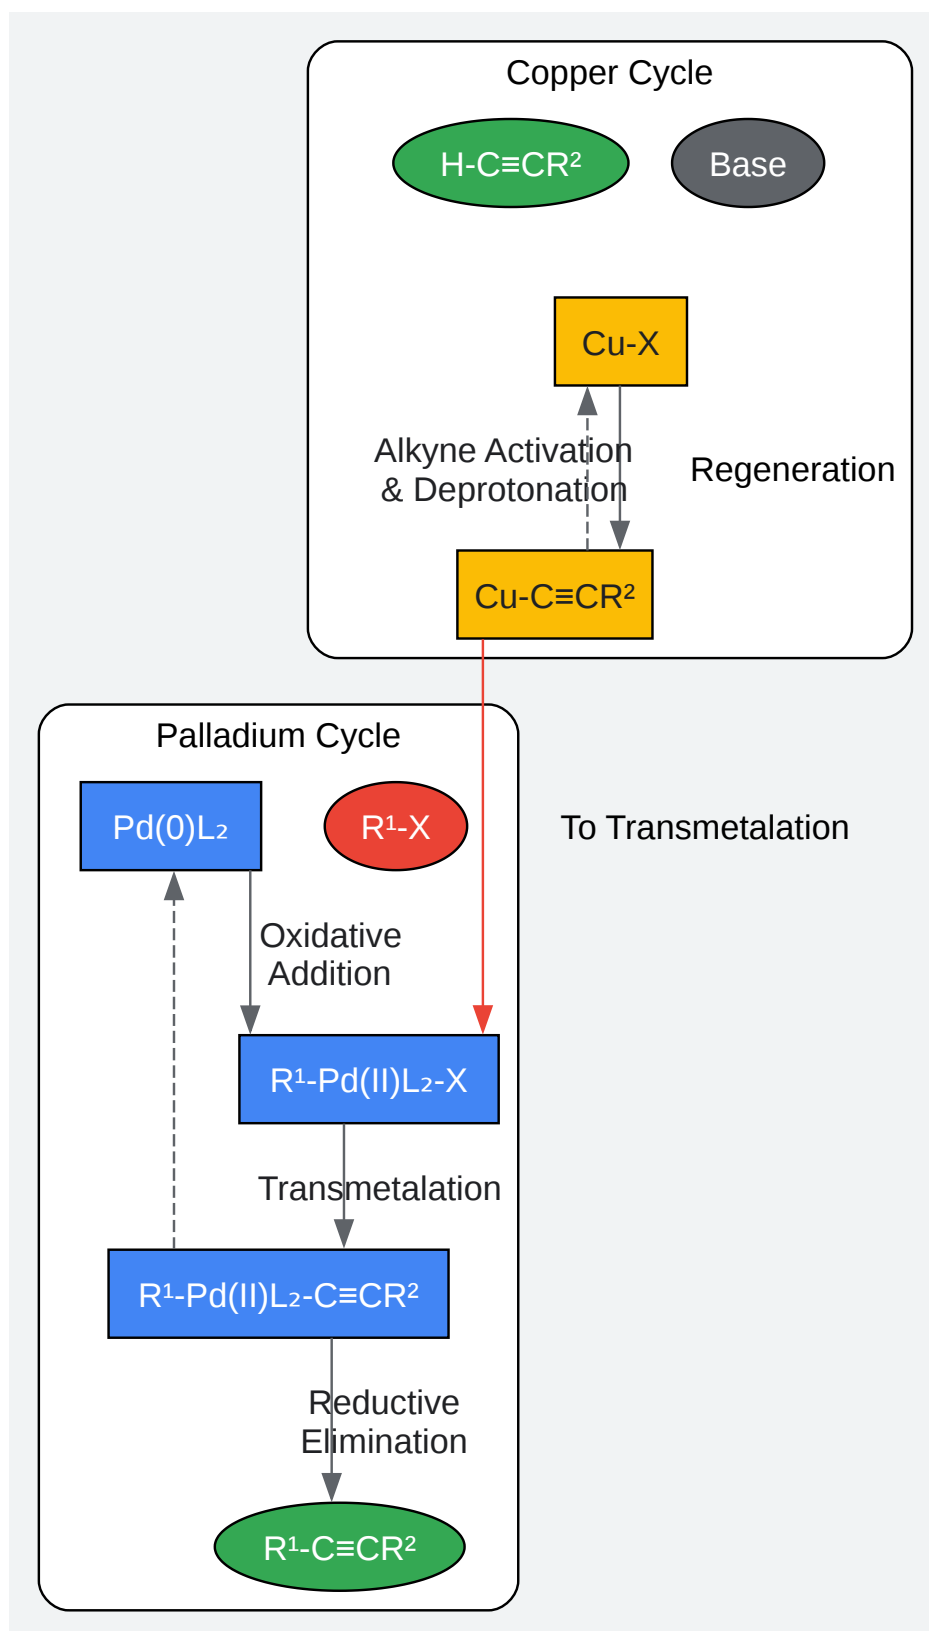 Copper Cycle
H-C≡CR²
Base
Cu-X
Alkyne Activation
& Deprotonation
Regeneration
Cu-C≡CR²
Palladium Cycle
Pd(0)L₂
R¹-X
To Transmetalation
Oxidative
Addition
R¹-Pd(II)L₂-X
Transmetalation
R¹-Pd(II)L₂-C≡CR²
Reductive
Elimination
R¹-C≡CR²